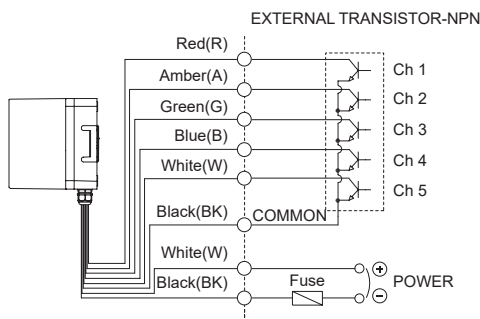 EXTERNAL TRANSISTOR-NPN
Red(R)
Ch 1
Amber(A)
Ch 2
Green(G)
Ch 3
Blue(B)
Ch 4
White(W)
Ch 5
Black(BK) COMMON
White(W)
+
Black(BK) Fuse POWER
−